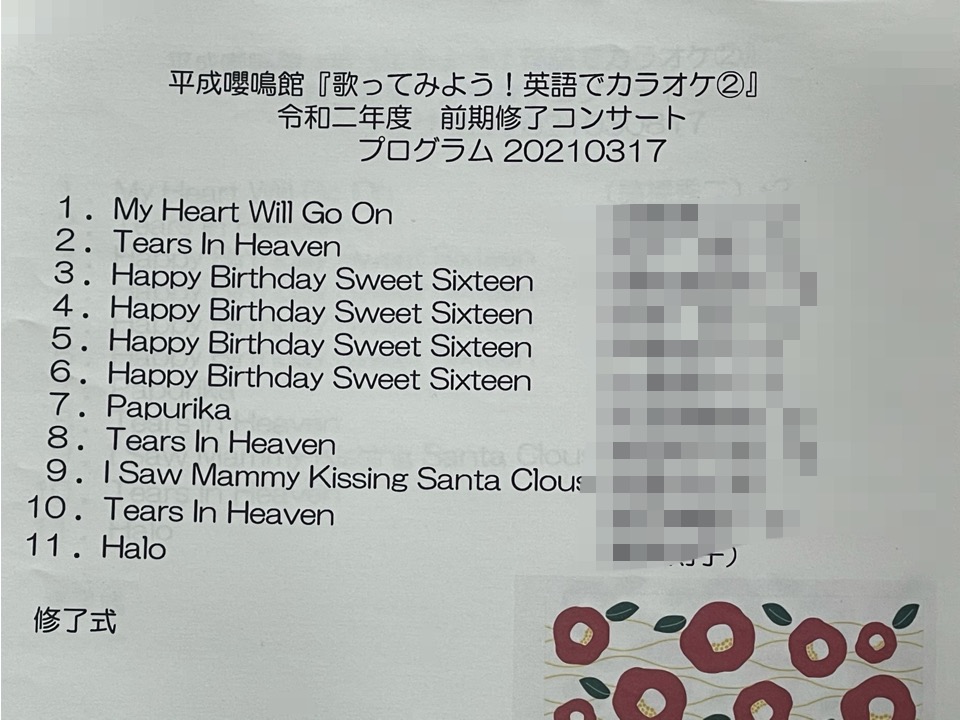 平成嚶鳴館『歌ってみよう！英語でカラオケ②』
令和二年度　前期修了コンサート
プログラム 20210317
1．My Heart Will Go On
2．Tears In Heaven
3．Happy Birthday Sweet Sixteen
4．Happy Birthday Sweet Sixteen
5．Happy Birthday Sweet Sixteen
6．Happy Birthday Sweet Sixteen
7．Papurika
8．Tears In Heaven
9．I Saw Mammy Kissing Santa Clous
10．Tears In Heaven
11．Halo
修了式